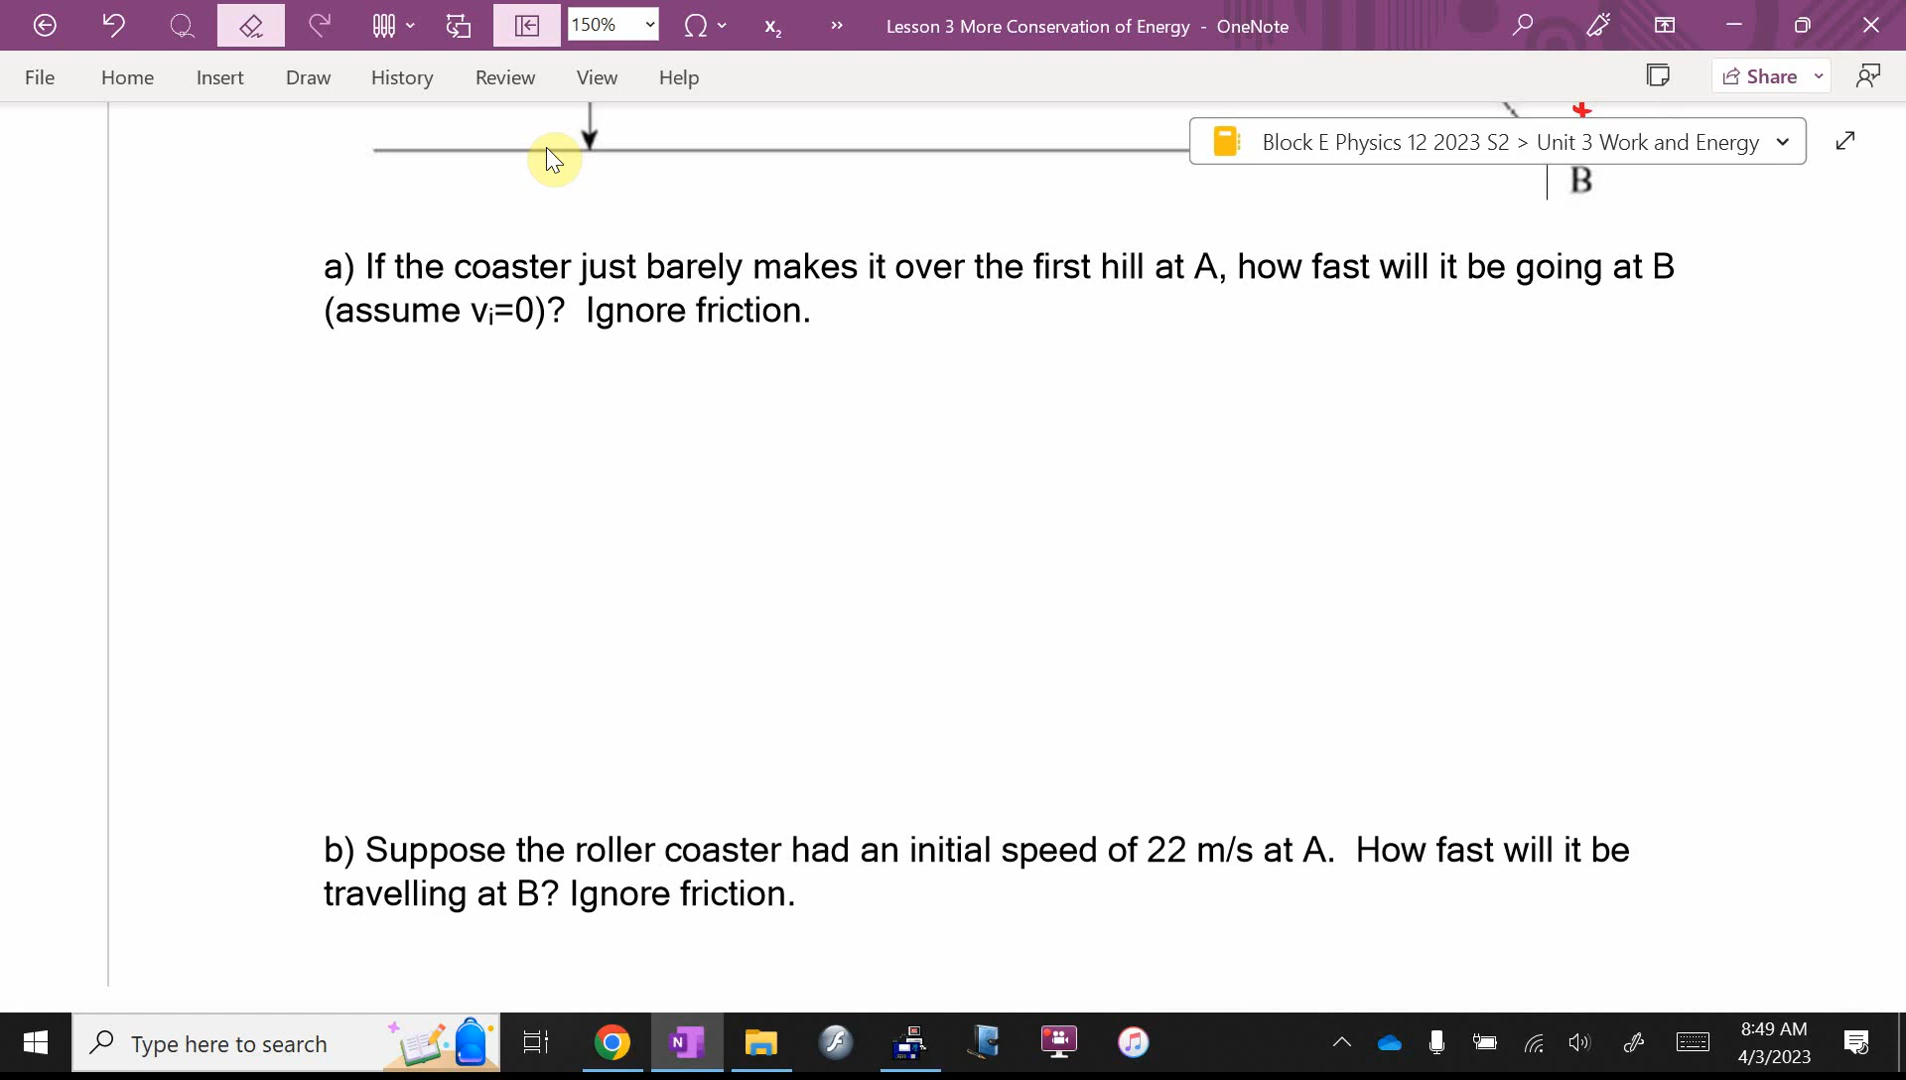 150%
x₂
Lesson 3 More Conservation of Energy - OneNote
File Home Insert Draw History Review View Help
Share
Block E Physics 12 2023 S2 > Unit 3 Work and Energy
B
a) If the coaster just barely makes it over the first hill at A, how fast will it be going at B
(assume vᵢ=0)?  Ignore friction.
b) Suppose the roller coaster had an initial speed of 22 m/s at A.  How fast will it be
travelling at B? Ignore friction.
Type here to search
8:49 AM
4/3/2023